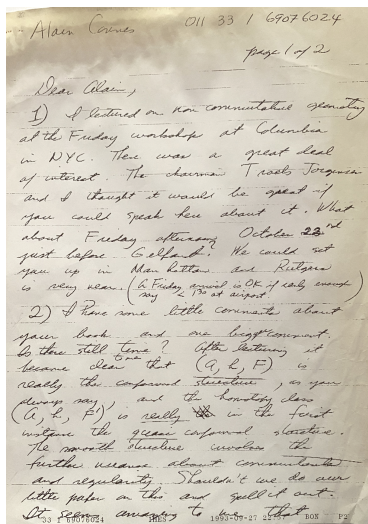 Alain Connes 011 33 1 69076024
page 1 of 2
Dear Alain,
1) I lectured on non commutative geometry
at the Friday workshop at Columbia
in NYC. There was a great deal
of interest. The chairman Troels Jorgensen
and I thought it would be great if
you could speak here about it. What
about Friday afternoon October 22nd
just before Gelfand. We could set
you up in Manhattan and Rutgers
is very near. (A Friday arrival is OK if early enough
say ≤ 130 at airport.)
2) I have some little comments about
your book and one bigger comment.
Is there still time? After lecturing it
became clear to me that (A, h, F) is
really the conformal structure, as you
always say, and the homotopy class
(A, h, F) is really in the first
instance the quasi conformal structure
The smooth structure involves the
further nuance about commutators
and regularity. Shouldn't we do our
little paper on this and spell it out.
It seems amazing to me that
33 1 69076024 IHES 1993-09-27 BON P2